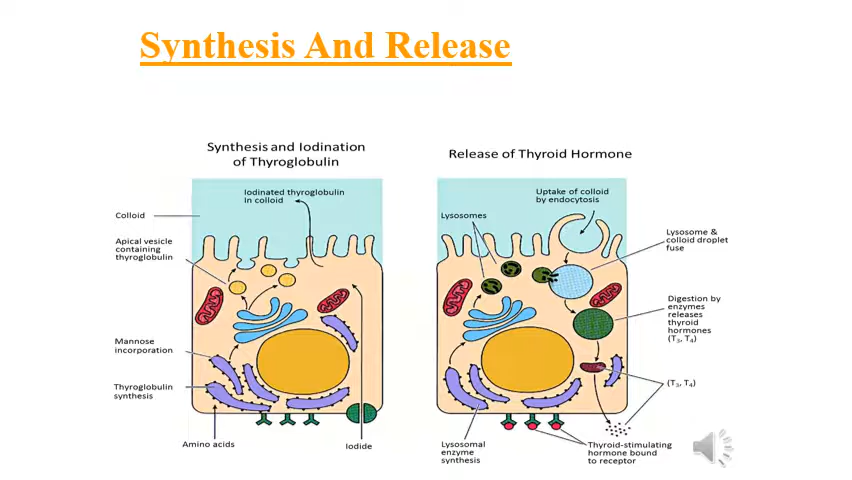 Synthesis And Release
Synthesis and Iodination
of Thyroglobulin
Iodinated thyroglobulin
In colloid
Colloid
Apical vesicle
containing
thyroglobulin
Mannose
incorporation
Thyroglobulin
synthesis
Amino acids
Iodide
Release of Thyroid Hormone
Uptake of colloid
by endocytosis
Lysosomes
Lysosome &
colloid droplet
fuse
Digestion by
enzymes
releases
thyroid
hormones
(T₃, T₄)
(T₃, T₄)
Lysosomal
enzyme
synthesis
Thyroid-stimulating
hormone bound
to receptor